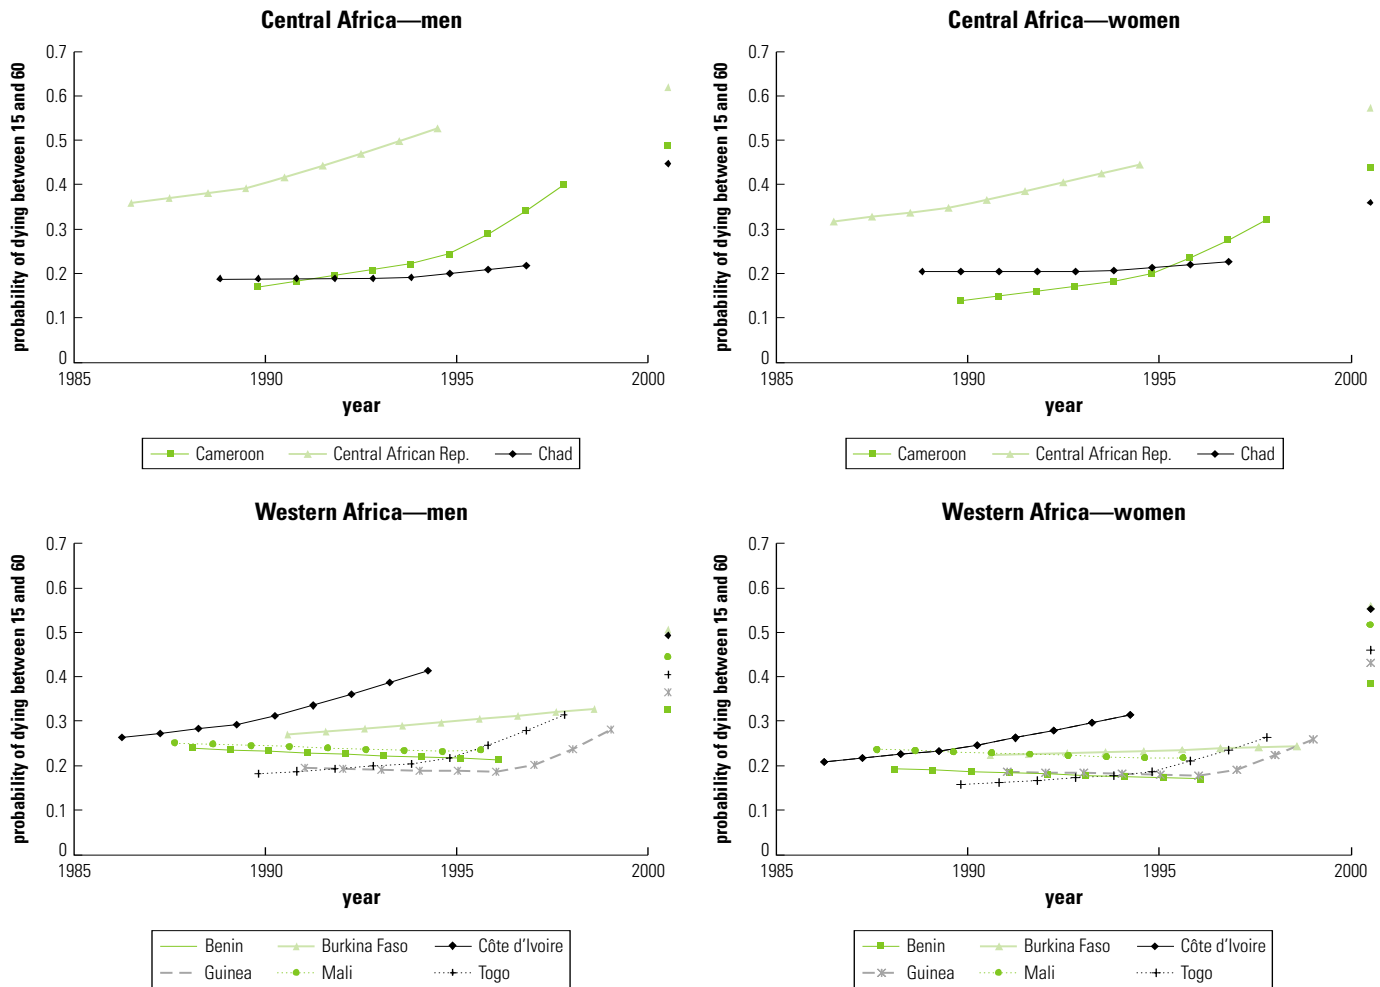 Central Africa—men
probability of dying between 15 and 60
0.7
0.6
0.5
0.4
0.3
0.2
0.1
0
1985 1990 1995 2000
year
Cameroon Central African Rep. Chad
Central Africa—women
probability of dying between 15 and 60
0.7
0.6
0.5
0.4
0.3
0.2
0.1
0
1985 1990 1995 2000
year
Cameroon Central African Rep. Chad
Western Africa—men
probability of dying between 15 and 60
0.7
0.6
0.5
0.4
0.3
0.2
0.1
0
1985 1990 1995 2000
year
Benin Burkina Faso Côte d'Ivoire
Guinea Mali Togo
Western Africa—women
probability of dying between 15 and 60
0.7
0.6
0.5
0.4
0.3
0.2
0.1
0
1985 1990 1995 2000
year
Benin Burkina Faso Côte d'Ivoire
Guinea Mali Togo